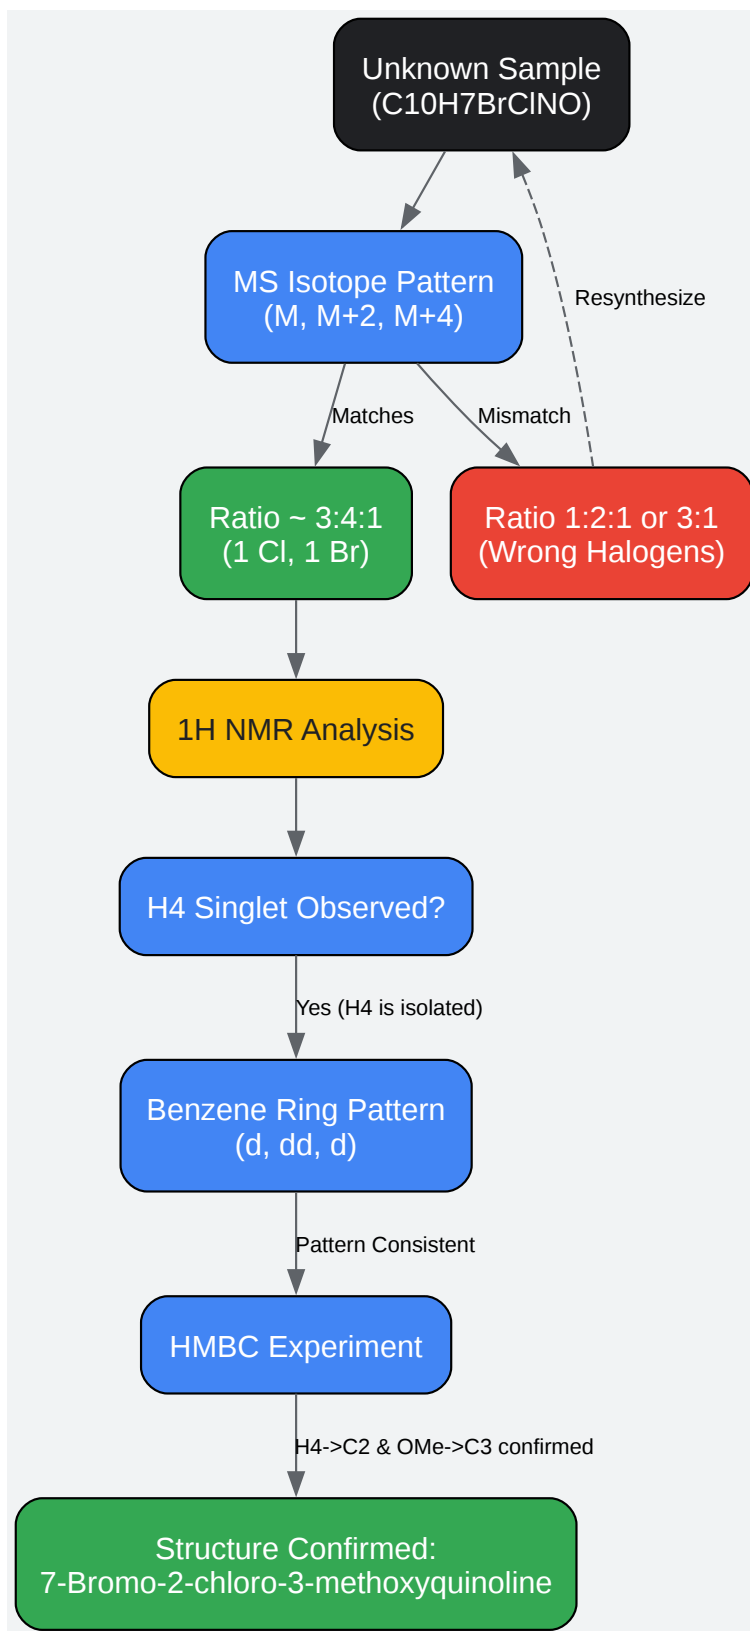 Unknown Sample
(C10H7BrClNO)
MS Isotope Pattern
(M, M+2, M+4)
Resynthesize
Matches
Mismatch
Ratio ~ 3:4:1
(1 Cl, 1 Br)
Ratio 1:2:1 or 3:1
(Wrong Halogens)
1H NMR Analysis
H4 Singlet Observed?
Yes (H4 is isolated)
Benzene Ring Pattern
(d, dd, d)
Pattern Consistent
HMBC Experiment
H4->C2 & OMe->C3 confirmed
Structure Confirmed:
7-Bromo-2-chloro-3-methoxyquinoline